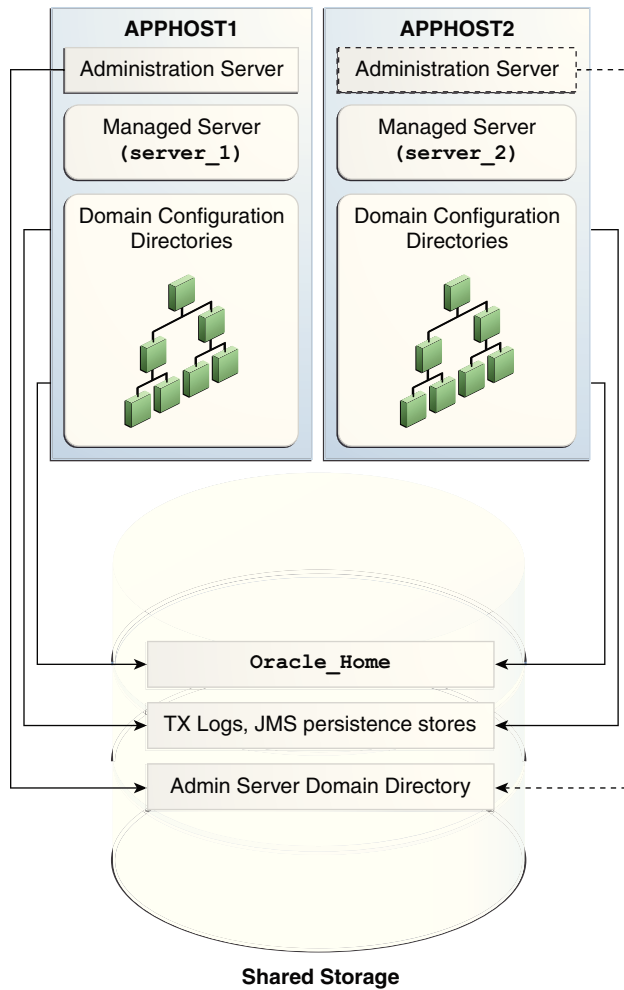 APPHOST1
Administration Server
Managed Server
(server_1)
Domain Configuration
Directories
APPHOST2
Administration Server
Managed Server
(server_2)
Domain Configuration
Directories
Oracle_Home
TX Logs, JMS persistence stores
Admin Server Domain Directory
Shared Storage